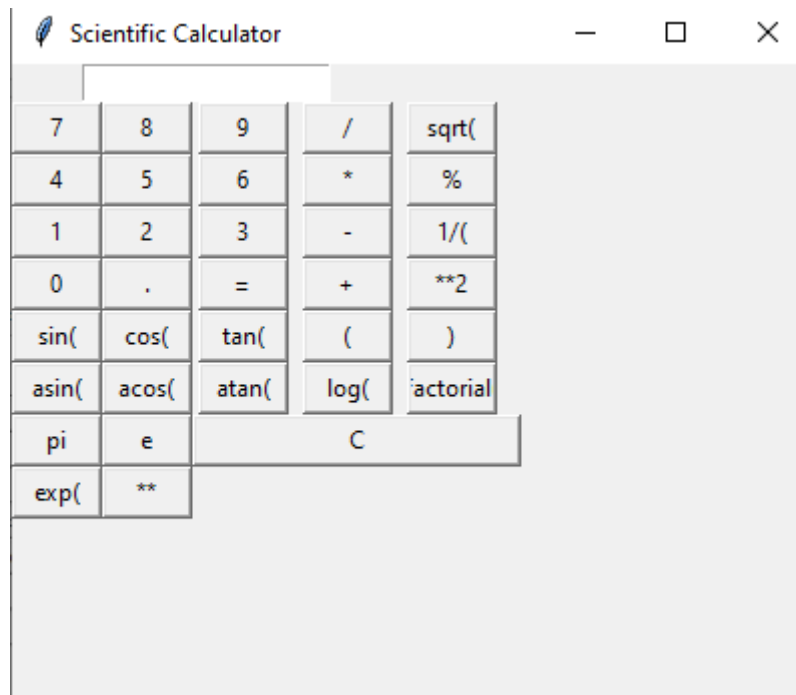 Scientific Calculator
7 8 9 / sqrt(
4 5 6 * %
1 2 3 - 1/(
0 . = + **2
sin( cos( tan( ( )
asin( acos( atan( log( factorial
pi e C
exp( **